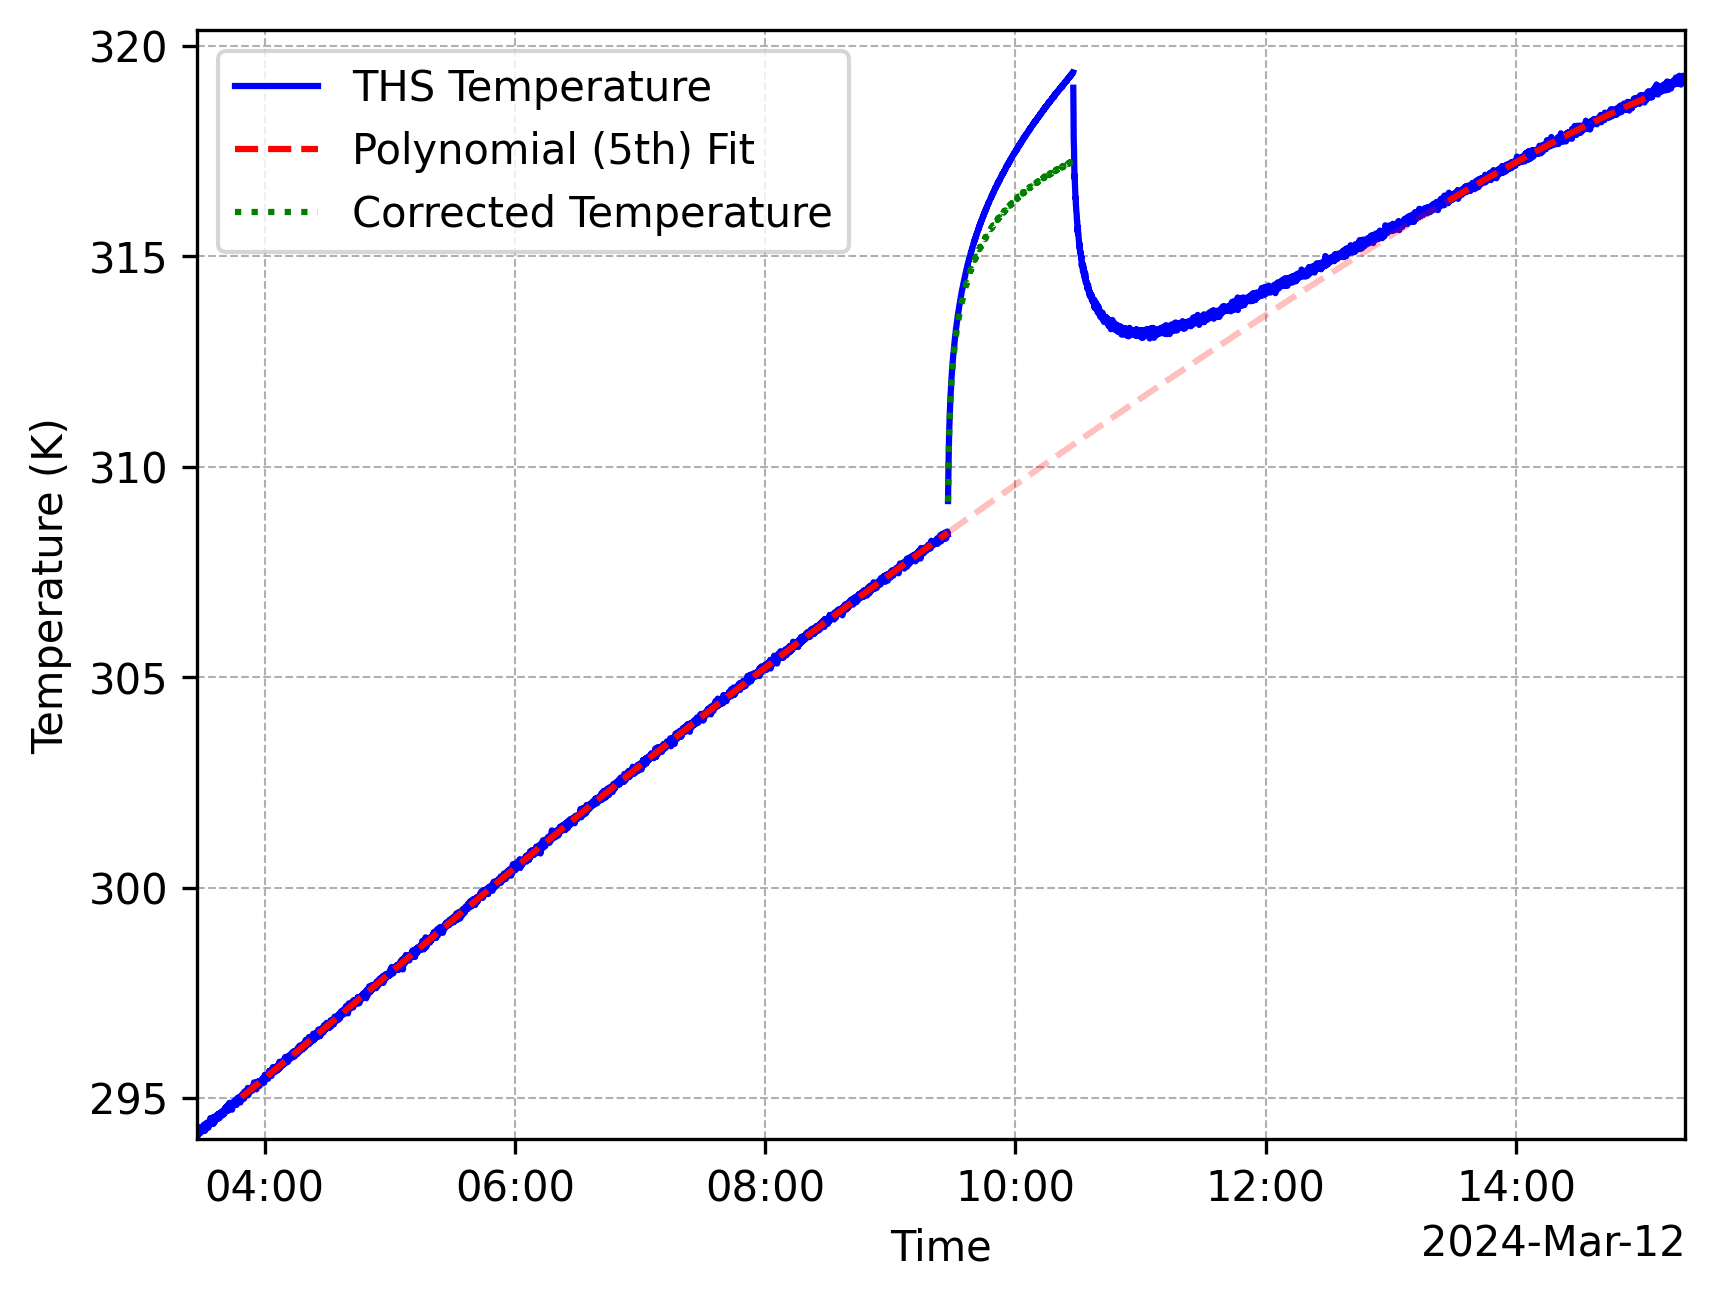 THS Temperature
Polynomial (5th) Fit
Corrected Temperature
Temperature (K)
320
315
310
305
300
295
04:00 06:00 08:00 10:00 12:00 14:00
Time
2024-Mar-12